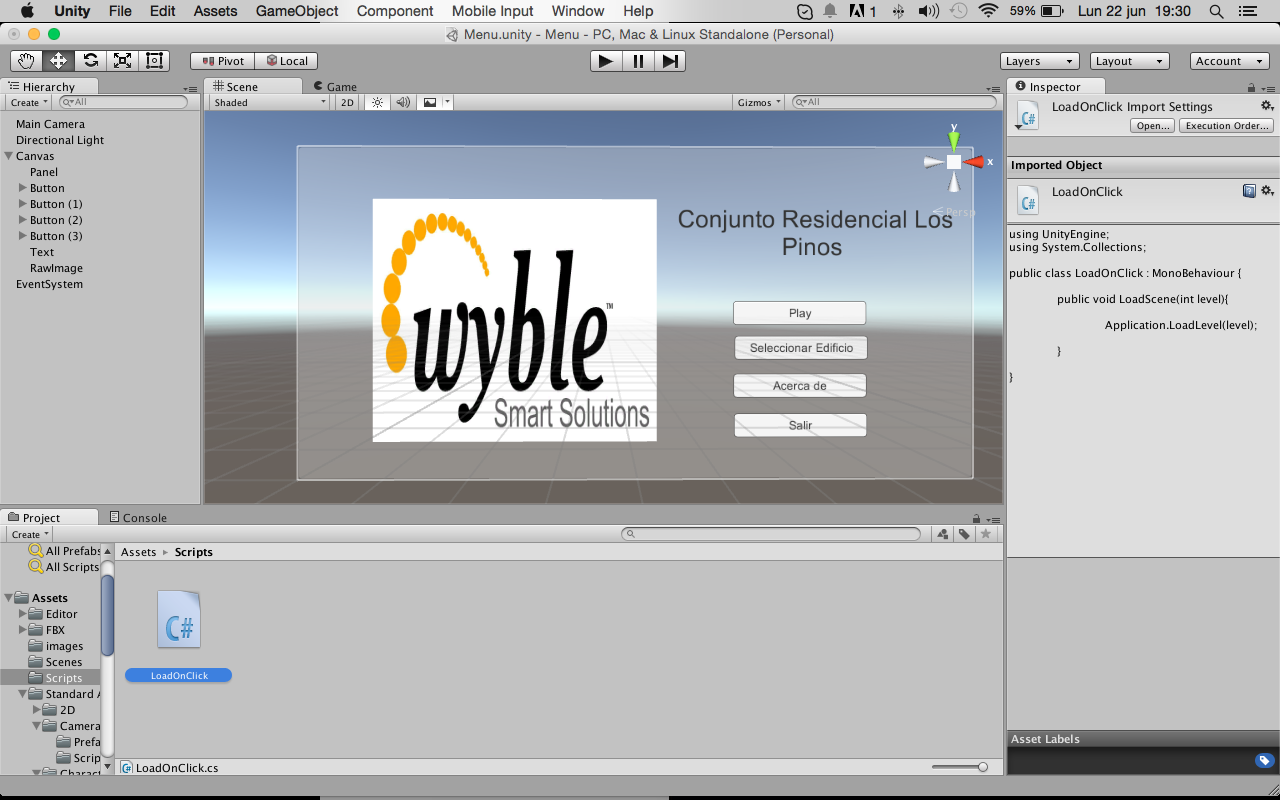 Unity File Edit Assets GameObject Component Mobile Input Window Help 1 59% Lun 22 jun 19:30
Menu.unity - Menu - PC, Mac & Linux Standalone (Personal)
Pivot Local Layers Layout Account
Hierarchy
Create All
Main Camera
Directional Light
Canvas
Panel
Button
Button (1)
Button (2)
Button (3)
Text
RawImage
EventSystem
Scene Game
Shaded 2D Gizmos All
y
x
Persp
wyble™
Smart Solutions
Conjunto Residencial Los
Pinos
Play
Seleccionar Edificio
Acerca de
Salir
Inspector
C# LoadOnClick Import Settings
Open... Execution Order...
Imported Object
C# LoadOnClick
using UnityEngine;
using System.Collections;
public class LoadOnClick : MonoBehaviour {
public void LoadScene(int level){
Application.LoadLevel(level);
}
}
Asset Labels
Project Console
Create
All Prefabs
All Scripts
Assets
Editor
FBX
images
Scenes
Scripts
Standard A
2D
Camera
Prefa
Scrip
Charact
Assets Scripts
C#
LoadOnClick
LoadOnClick.cs